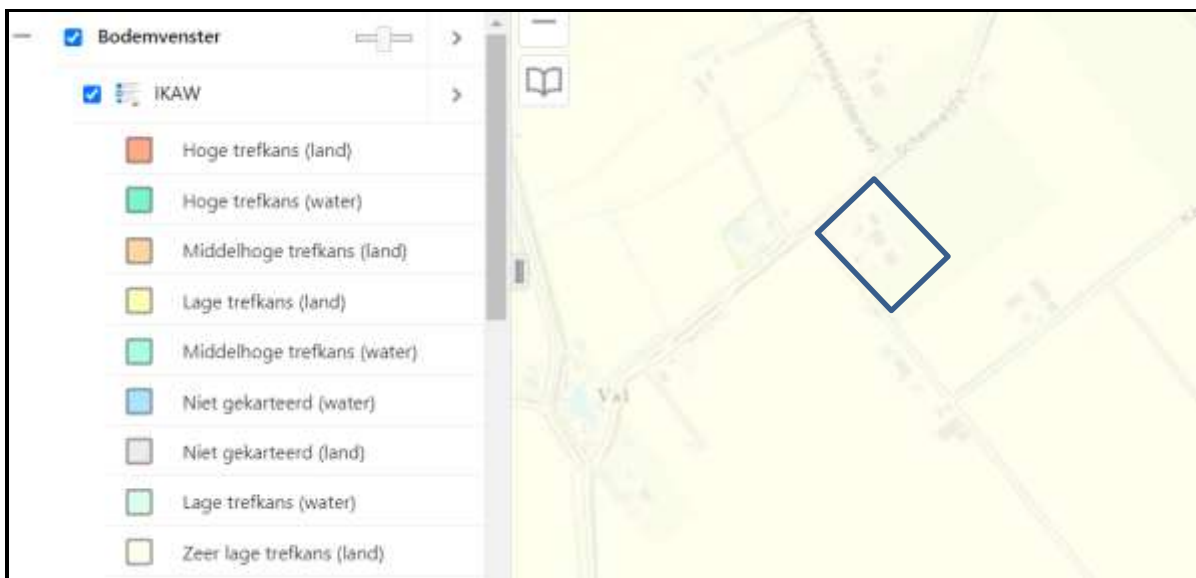 Bodemvenster
IKAW
Hoge trefkans (land)
Hoge trefkans (water)
Middelhoge trefkans (land)
Lage trefkans (land)
Middelhoge trefkans (water)
Niet gekarteerd (water)
Niet gekarteerd (land)
Lage trefkans (water)
Zeer lage trefkans (land)
Val